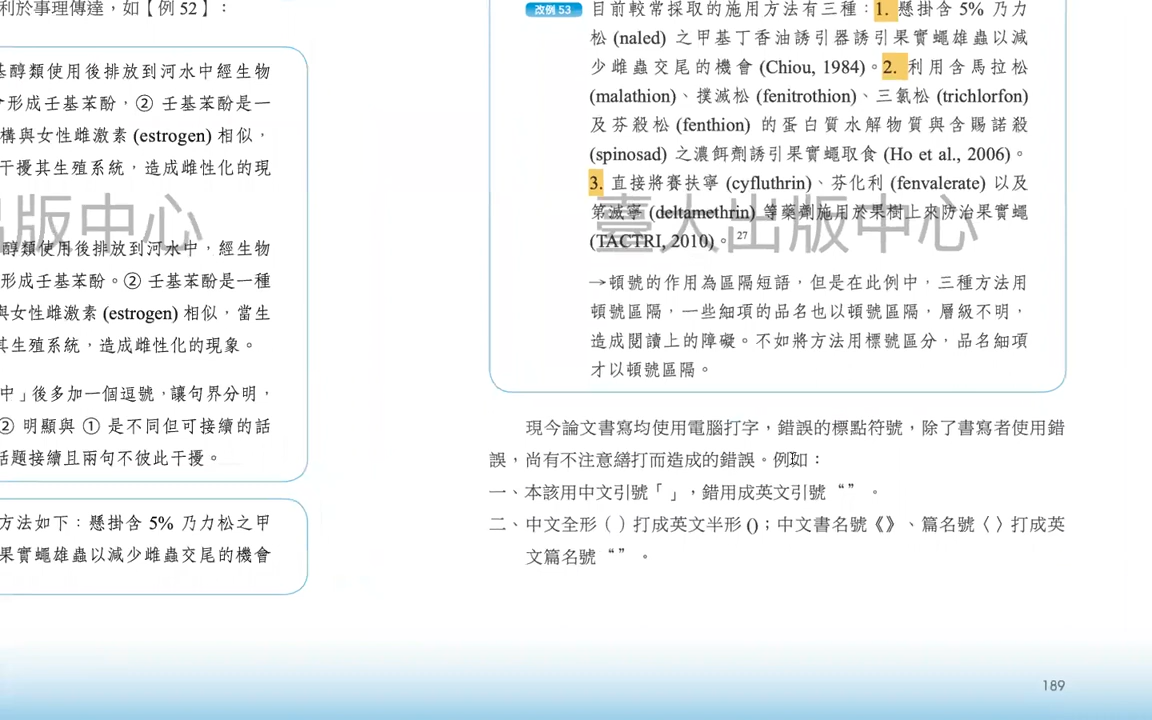 利於事理傳達，如【例 52】：
基醇類使用後排放到河水中經生物
形成壬基苯酚，② 壬基苯酚是一
構與女性雌激素 (estrogen) 相似，
干擾其生殖系統，造成雌性化的現
出版中心
醇類使用後排放到河水中，經生物
形成壬基苯酚。② 壬基苯酚是一種
與女性雌激素 (estrogen) 相似，當生
其生殖系統，造成雌性化的現象。
中」後多加一個逗號，讓句界分明，
② 明顯與 ① 是不同但可接續的話
話題接續且兩句不彼此干擾。
方法如下：懸掛含 5% 乃力松之甲
果實蠅雄蟲以減少雌蟲交尾的機會
改例 53 目前較常採取的施用方法有三種：1. 懸掛含 5% 乃力
松 (naled) 之甲基丁香油誘引器誘引果實蠅雄蟲以減
少雌蟲交尾的機會 (Chiou, 1984)。2. 利用含馬拉松
(malathion)、撲滅松 (fenitrothion)、三氯松 (trichlorfon)
及芬殺松 (fenthion) 的蛋白質水解物質與含賜諾殺
(spinosad) 之濃餌劑誘引果實蠅取食 (Ho et al., 2006)。
3. 直接將賽扶寧 (cyfluthrin)、芬化利 (fenvalerate) 以及
第滅寧 (deltamethrin) 等藥劑施用於果樹上來防治果實蠅
(TACTRI, 2010)。27
臺大出版中心
→頓號的作用為區隔短語，但是在此例中，三種方法用
頓號區隔，一些細項的品名也以頓號區隔，層級不明，
造成閱讀上的障礙。不如將方法用標號區分，品名細項
才以頓號區隔。
現今論文書寫均使用電腦打字，錯誤的標點符號，除了書寫者使用錯
誤，尚有不注意繕打而造成的錯誤。例如：
一、本該用中文引號「 」，錯用成英文引號 “ ” 。
二、中文全形（ ）打成英文半形 ()；中文書名號《》、篇名號〈 〉打成英
文篇名號 “ ” 。
189